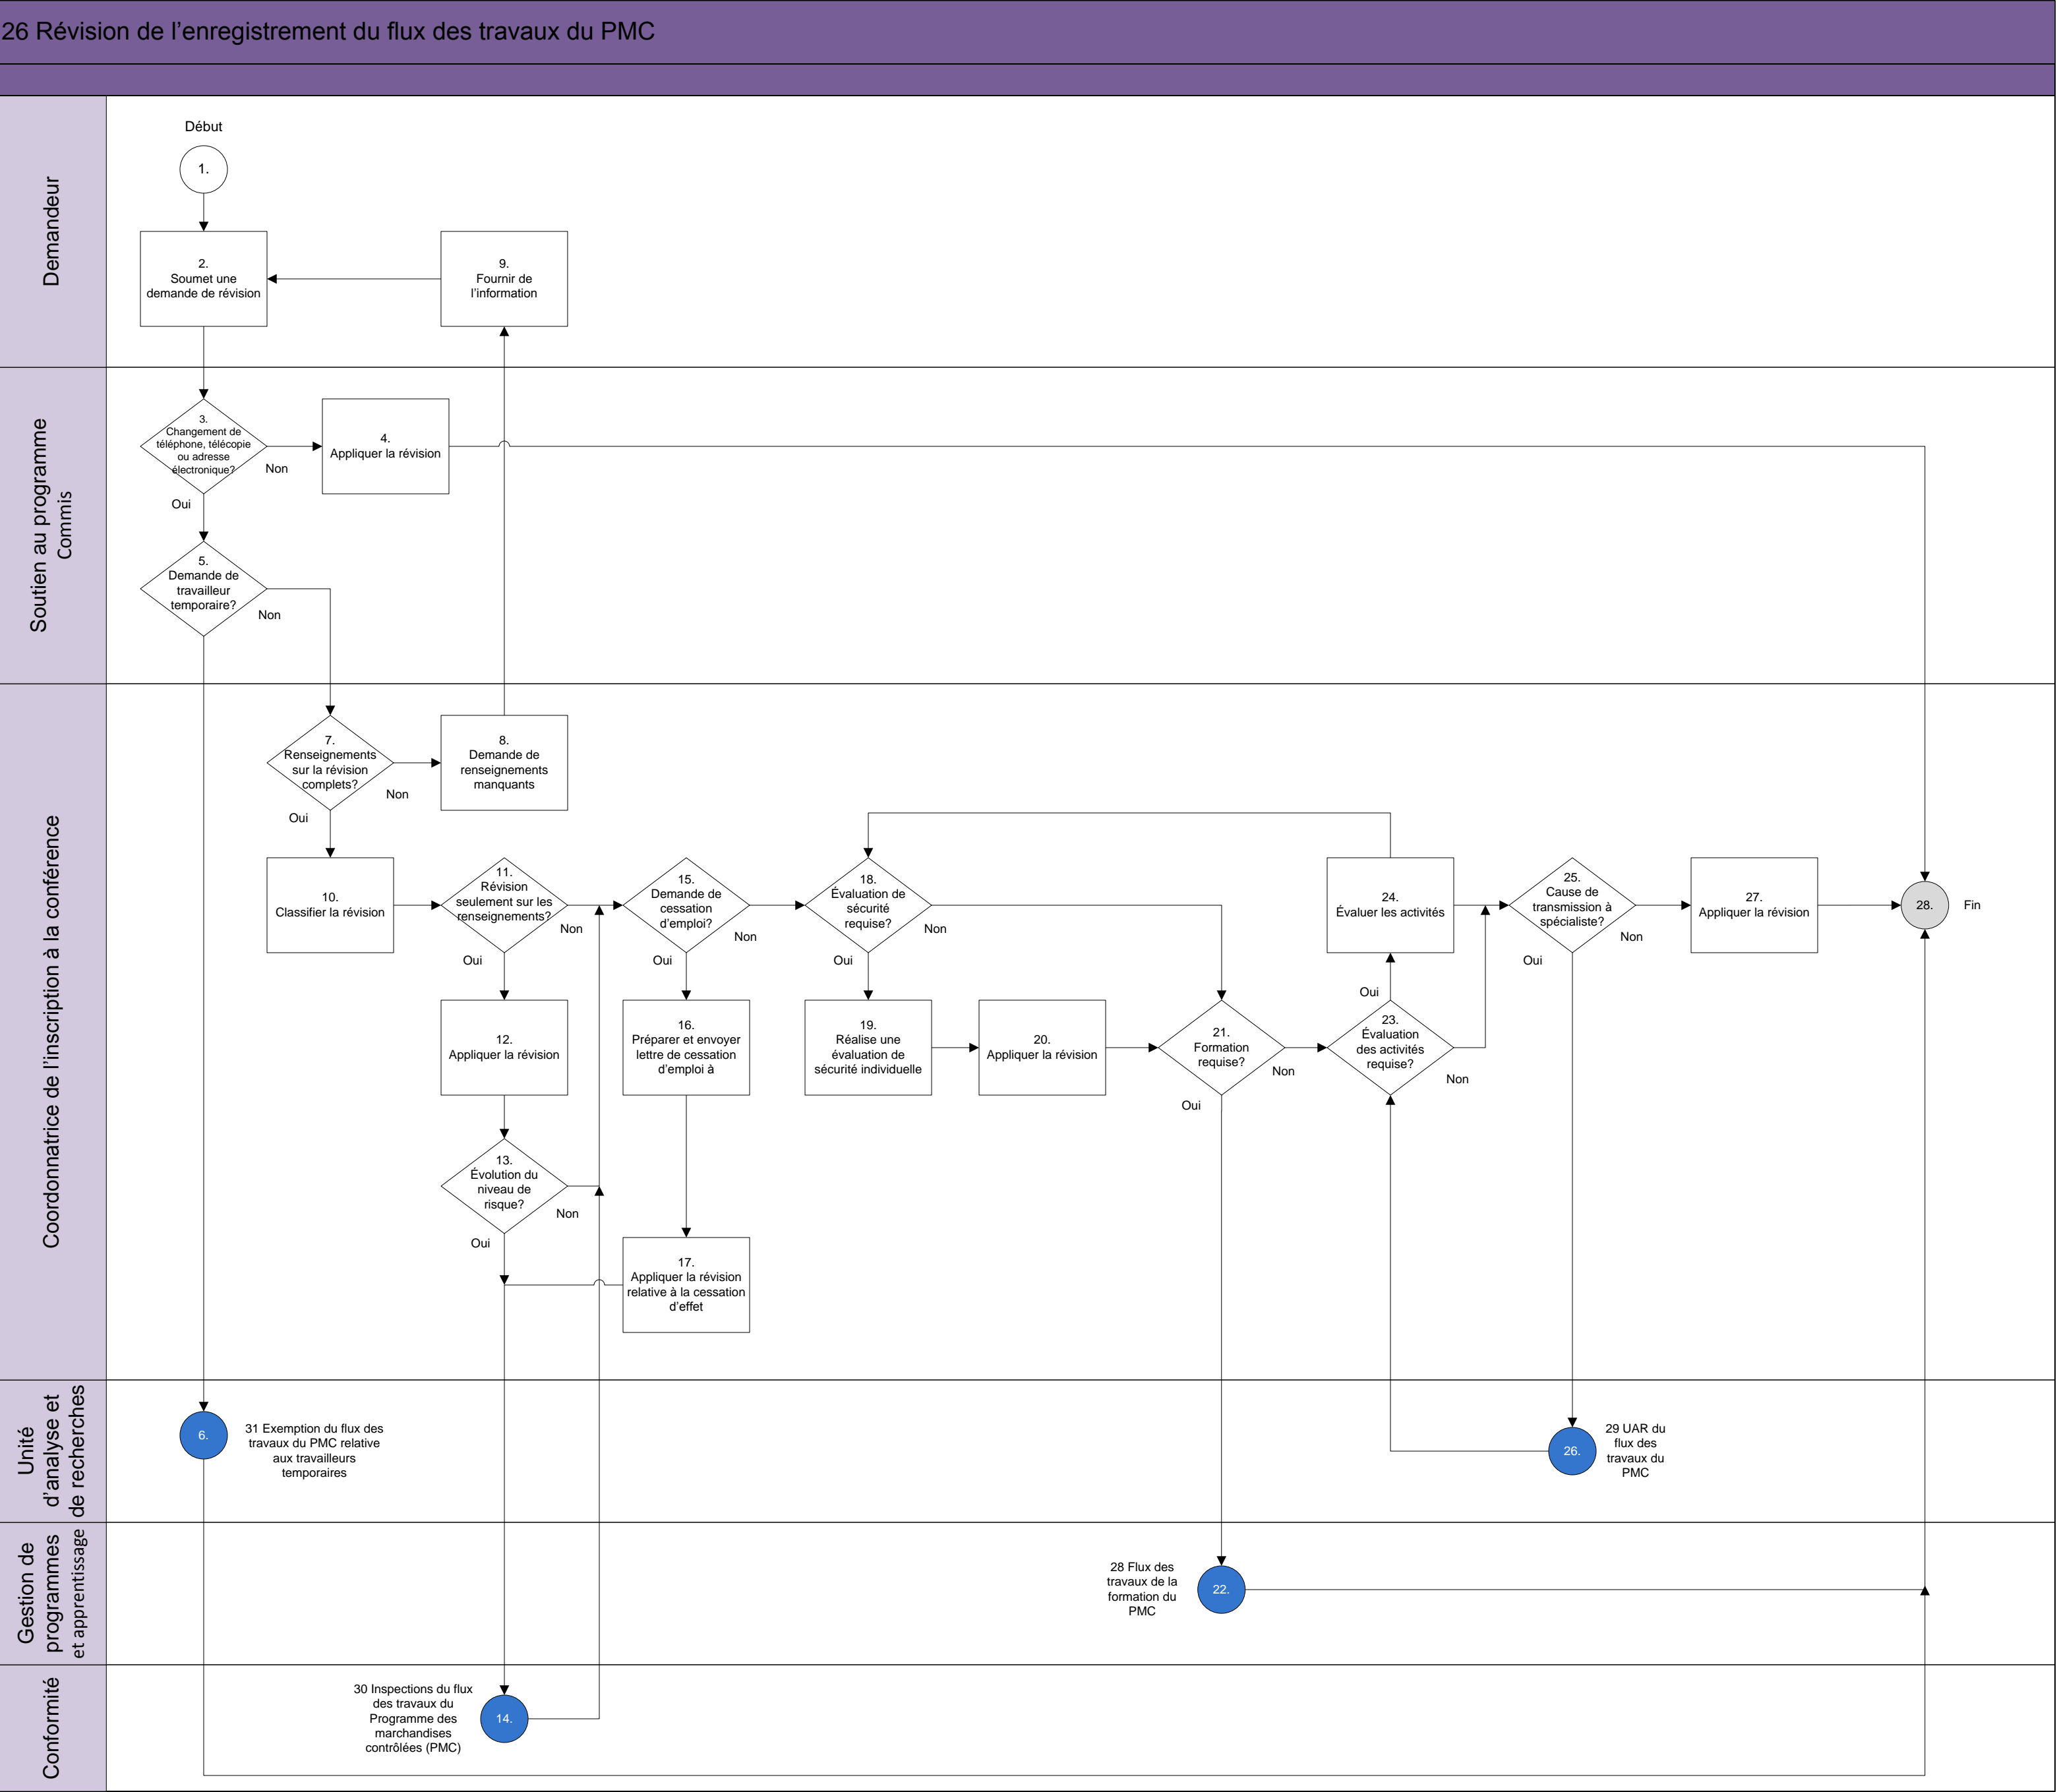 26 Révision de l’enregistrement du flux des travaux du PMC
Demandeur
Début
1.
2.
Soumet une
demande de révision
9.
Fournir de
l’information
Soutien au programme
Commis
3.
Changement de
téléphone, télécopie
ou adresse
électronique?
Non
Oui
4.
Appliquer la révision
5.
Demande de
travailleur
temporaire?
Non
Coordonnatrice de l’inscription à la conférence
7.
Renseignements
sur la révision
complets?
Non
Oui
8.
Demande de
renseignements
manquants
10.
Classifier la révision
11.
Révision
seulement sur les
renseignements?
Non
Oui
15.
Demande de
cessation
d’emploi?
Non
Oui
18.
Évaluation de
sécurité
requise?
Non
Oui
24.
Évaluer les activités
25.
Cause de
transmission à
spécialiste?
Non
Oui
27.
Appliquer la révision
28.
Fin
12.
Appliquer la révision
16.
Préparer et envoyer
lettre de cessation
d’emploi à
19.
Réalise une
évaluation de
sécurité individuelle
20.
Appliquer la révision
21.
Formation
requise?
Non
Oui
Oui
23.
Évaluation
des activités
requise?
Non
13.
Évolution du
niveau de
risque?
Non
Oui
17.
Appliquer la révision
relative à la cessation
d’effet
Unité
d’analyse et
de recherches
6.
31 Exemption du flux des
travaux du PMC relative
aux travailleurs
temporaires
26.
29 UAR du
flux des
travaux du
PMC
Gestion de
programmes
et apprentissage
28 Flux des
travaux de la
formation du
PMC
22.
Conformité
30 Inspections du flux
des travaux du
Programme des
marchandises
contrôlées (PMC)
14.